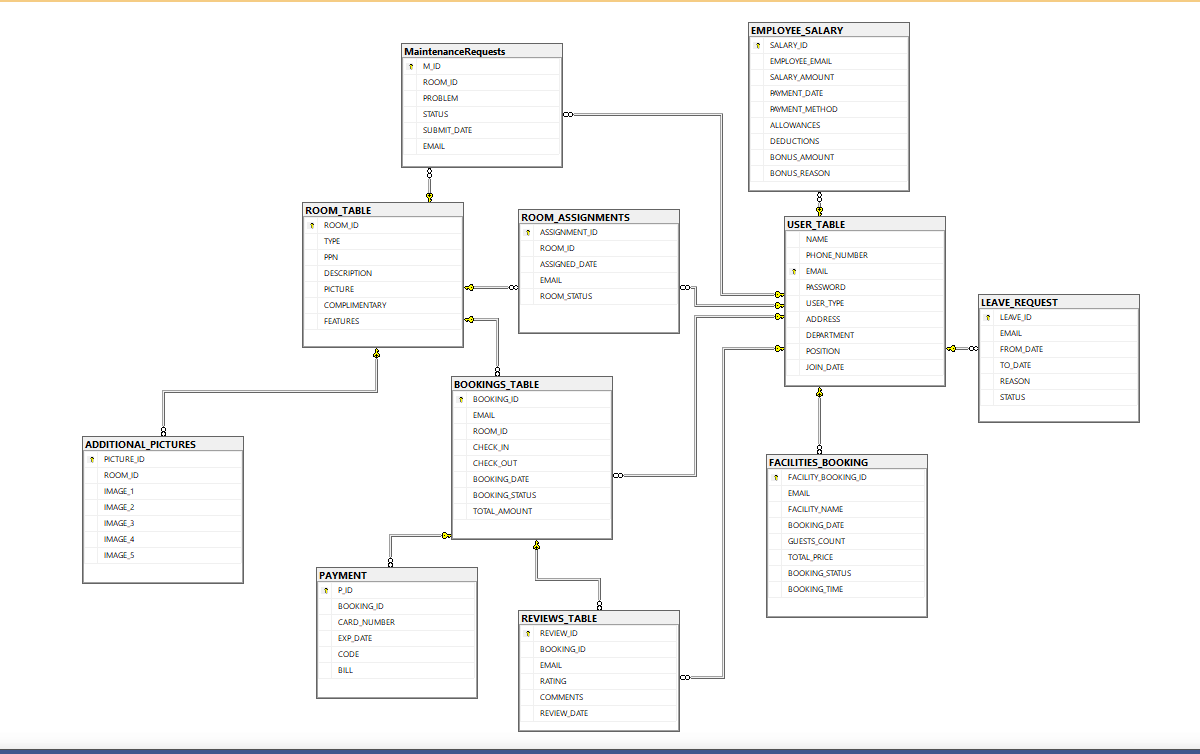 EMPLOYEE_SALARY
SALARY_ID
EMPLOYEE_EMAIL
SALARY_AMOUNT
PAYMENT_DATE
PAYMENT_METHOD
ALLOWANCES
DEDUCTIONS
BONUS_AMOUNT
BONUS_REASON
MaintenanceRequests
M_ID
ROOM_ID
PROBLEM
STATUS
SUBMIT_DATE
EMAIL
ROOM_TABLE
ROOM_ID
TYPE
PPN
DESCRIPTION
PICTURE
COMPLIMENTARY
FEATURES
ROOM_ASSIGNMENTS
ASSIGNMENT_ID
ROOM_ID
ASSIGNED_DATE
EMAIL
ROOM_STATUS
USER_TABLE
NAME
PHONE_NUMBER
EMAIL
PASSWORD
USER_TYPE
ADDRESS
DEPARTMENT
POSITION
JOIN_DATE
LEAVE_REQUEST
LEAVE_ID
EMAIL
FROM_DATE
TO_DATE
REASON
STATUS
BOOKINGS_TABLE
BOOKING_ID
EMAIL
ROOM_ID
CHECK_IN
CHECK_OUT
BOOKING_DATE
BOOKING_STATUS
TOTAL_AMOUNT
ADDITIONAL_PICTURES
PICTURE_ID
ROOM_ID
IMAGE_1
IMAGE_2
IMAGE_3
IMAGE_4
IMAGE_5
FACILITIES_BOOKING
FACILITY_BOOKING_ID
EMAIL
FACILITY_NAME
BOOKING_DATE
GUESTS_COUNT
TOTAL_PRICE
BOOKING_STATUS
BOOKING_TIME
PAYMENT
P_ID
BOOKING_ID
CARD_NUMBER
EXP_DATE
CODE
BILL
REVIEWS_TABLE
REVIEW_ID
BOOKING_ID
EMAIL
RATING
COMMENTS
REVIEW_DATE